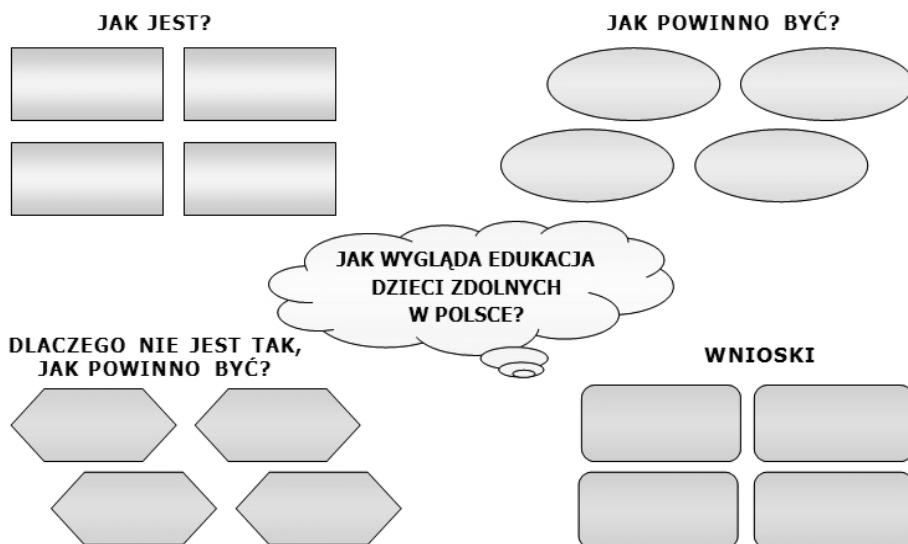 JAK JEST?
JAK POWINNO BYĆ?
JAK WYGLĄDA EDUKACJA
DZIECI ZDOLNYCH
W POLSCE?
DLACZEGO NIE JEST TAK,
JAK POWINNO BYĆ?
WNIOSKI